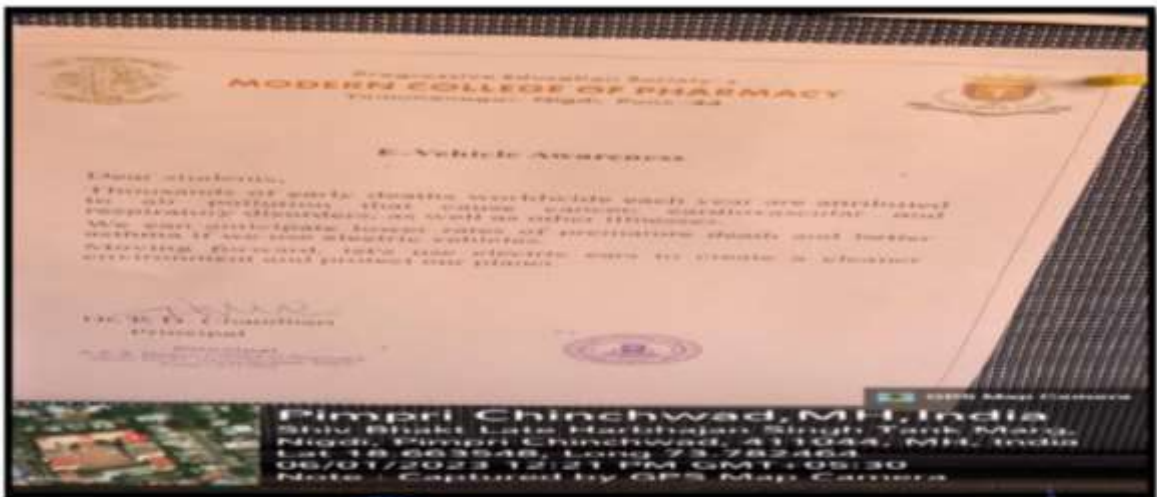 Progressive Education Society's
MODERN COLLEGE OF PHARMACY
Yamunanagar, Nigdi, Pune-44
E-Vehicle Awareness
Dear students,
Thousands of early deaths worldwide each year are attributed
to air pollution that cause cancer, cardiovascular and
respiratory disorders, as well as other illnesses.
We can anticipate lower rates of premature death and better
asthma if we use electric vehicles.
Moving forward, let's use electric cars to create a cleaner
environment and protect our planet
Dr. P. D. Chaudhari
Principal
Principal
GPS Map Camera
Pimpri Chinchwad, MH, India
Shiv Bhakt Late Harbhajan Singh Tank Marg,
Nigdi, Pimpri Chinchwad, 411044, MH, India
Lat 18.663548, Long 73.782464
06/01/2023 12:21 PM GMT+05:30
Note : Captured by GPS Map Camera